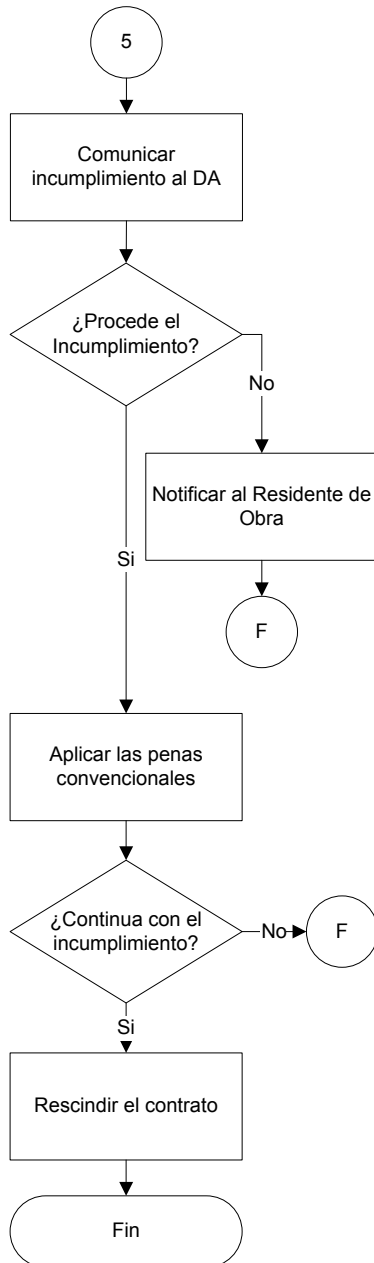 5
Comunicar
incumplimiento al DA
¿Procede el
Incumplimiento?
No
Notificar al Residente de
Obra
Si
F
Aplicar las penas
convencionales
¿Continua con el
incumplimiento?
No
F
Si
Rescindir el contrato
Fin